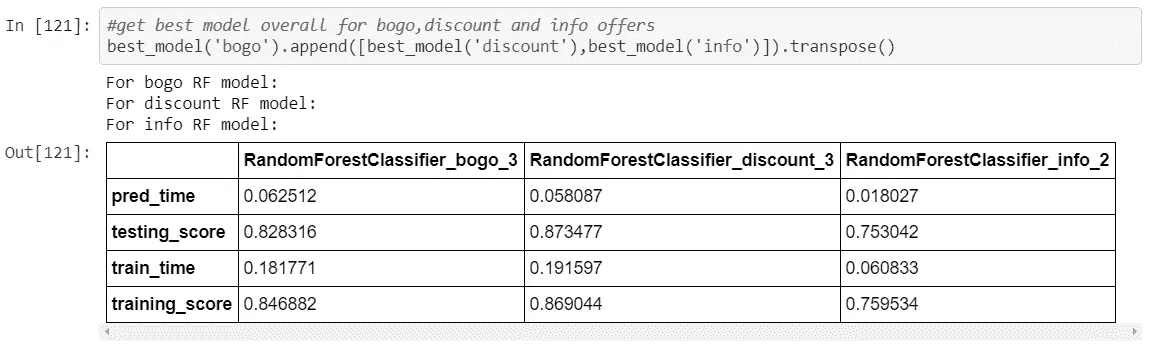 In [121]: #get best model overall for bogo,discount and info offers
best_model('bogo').append([best_model('discount'),best_model('info')]).transpose()
For bogo RF model:
For discount RF model:
For info RF model:
Out[121]:
RandomForestClassifier_bogo_3 RandomForestClassifier_discount_3 RandomForestClassifier_info_2
pred_time 0.062512 0.058087 0.018027
testing_score 0.828316 0.873477 0.753042
train_time 0.181771 0.191597 0.060833
training_score 0.846882 0.869044 0.759534